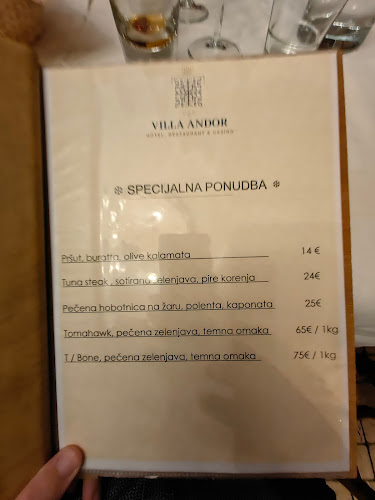 VILLA ANDOR
HOTEL, RESTAURANT & CASINO
❄ SPECIJALNA PONUDBA ❄
Pršut, buratta, olive kalamata 14 €
Tuna steak , sotirana zelenjava, pire korenja 24€
Pečena hobotnica na žaru, polenta, kaponata 25€
Tomahawk, pečena zelenjava, temna omaka 65€ / 1kg
T / Bone, pečena zelenjava, temna omaka 75€ / 1kg